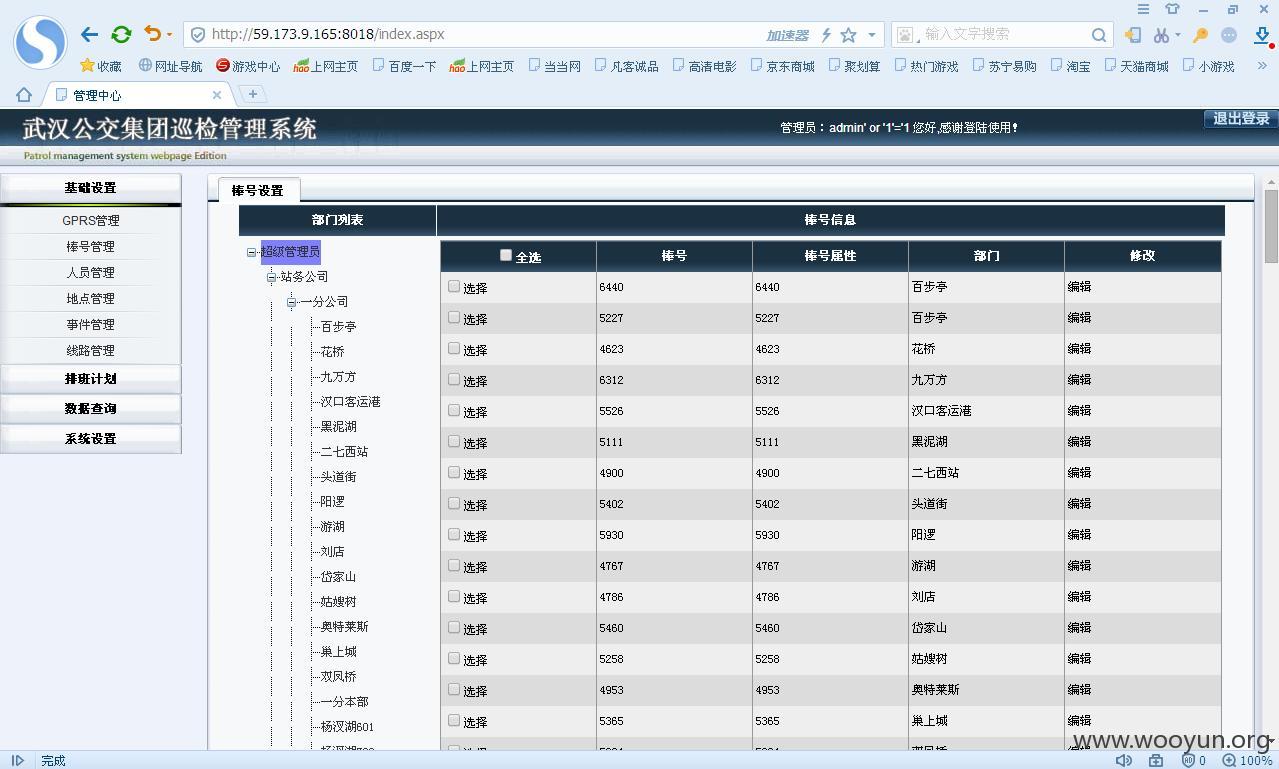 http://59.173.9.165:8018/index.aspx
加速器
输入文字搜索
收藏 网址导航 游戏中心 hao上网主页 百度一下 hao上网主页 当当网 凡客诚品 高清电影 京东商城 聚划算 热门游戏 苏宁易购 淘宝 天猫商城 小游戏
管理中心
武汉公交集团巡检管理系统
Patrol management system webpage Edition
管理员：admin' or '1'='1 您好,感谢登陆使用!
退出登录
基础设置
GPRS管理
棒号管理
人员管理
地点管理
事件管理
线路管理
排班计划
数据查询
系统设置
棒号设置
部门列表
超级管理员
站务公司
一分公司
百步亭
花桥
九万方
汉口客运港
黑泥湖
二七西站
头道街
阳逻
游湖
刘店
岱家山
姑嫂树
奥特莱斯
巢上城
双凤桥
一分本部
杨汊湖601
棒号信息
全选 棒号 棒号属性 部门 修改
选择 6440 6440 百步亭 编辑
选择 5227 5227 百步亭 编辑
选择 4623 4623 花桥 编辑
选择 6312 6312 九万方 编辑
选择 5526 5526 汉口客运港 编辑
选择 5111 5111 黑泥湖 编辑
选择 4900 4900 二七西站 编辑
选择 5402 5402 头道街 编辑
选择 5930 5930 阳逻 编辑
选择 4767 4767 游湖 编辑
选择 4786 4786 刘店 编辑
选择 5460 5460 岱家山 编辑
选择 5258 5258 姑嫂树 编辑
选择 4953 4953 奥特莱斯 编辑
选择 5365 5365 巢上城 编辑
www.wooyun.org
完成
0
100%